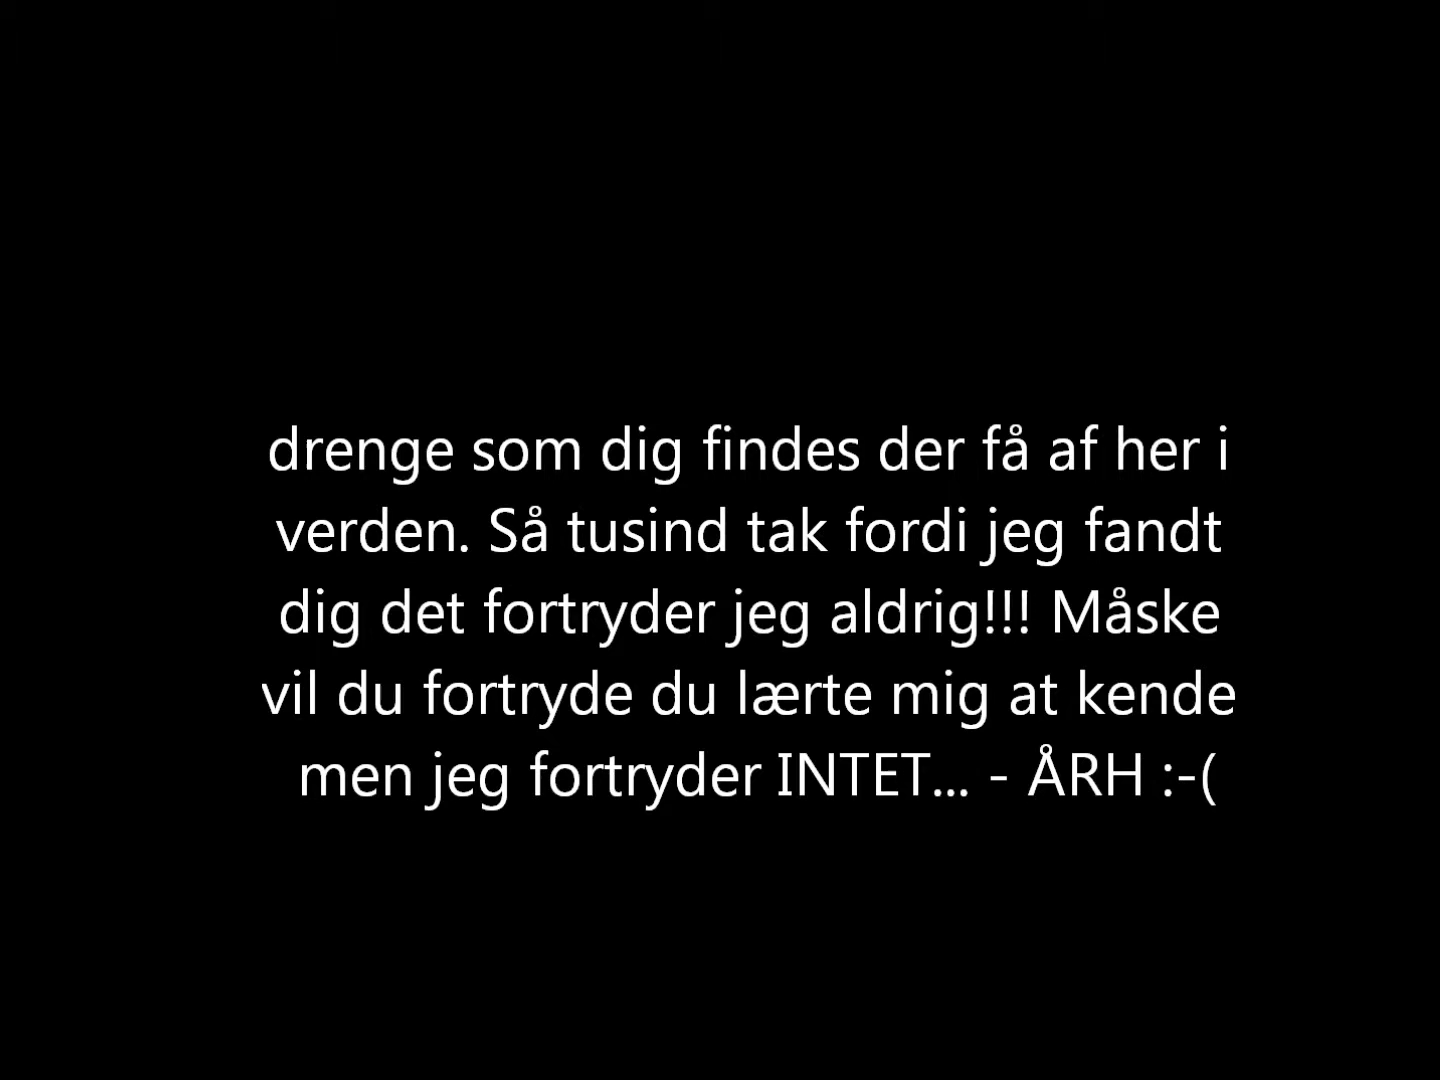 drenge som dig findes der få af her i
verden. Så tusind tak fordi jeg fandt
dig det fortryder jeg aldrig!!! Måske
vil du fortryde du lærte mig at kende
men jeg fortryder INTET... - ÅRH :-(